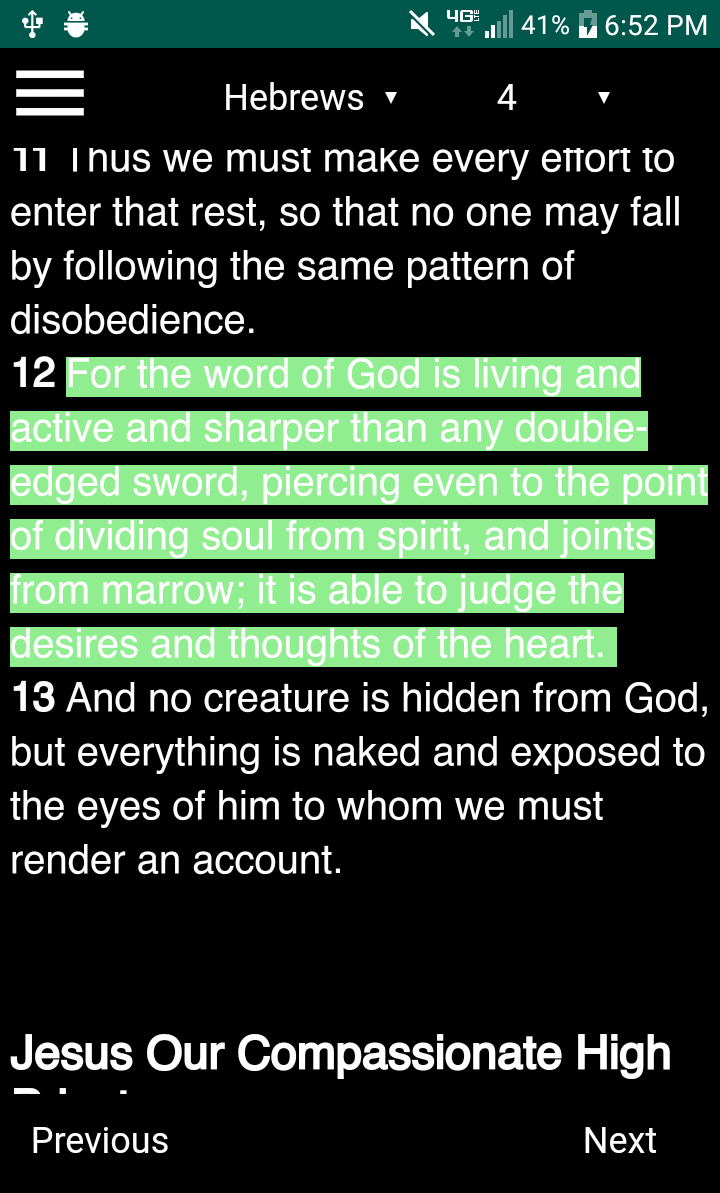 4G LTE 41% 6:52 PM
Hebrews ▼ 4 ▼
11 Thus we must make every effort to
enter that rest, so that no one may fall
by following the same pattern of
disobedience.
12 For the word of God is living and
active and sharper than any double-
edged sword, piercing even to the point
of dividing soul from spirit, and joints
from marrow; it is able to judge the
desires and thoughts of the heart.
13 And no creature is hidden from God,
but everything is naked and exposed to
the eyes of him to whom we must
render an account.
Jesus Our Compassionate High
Previous Next